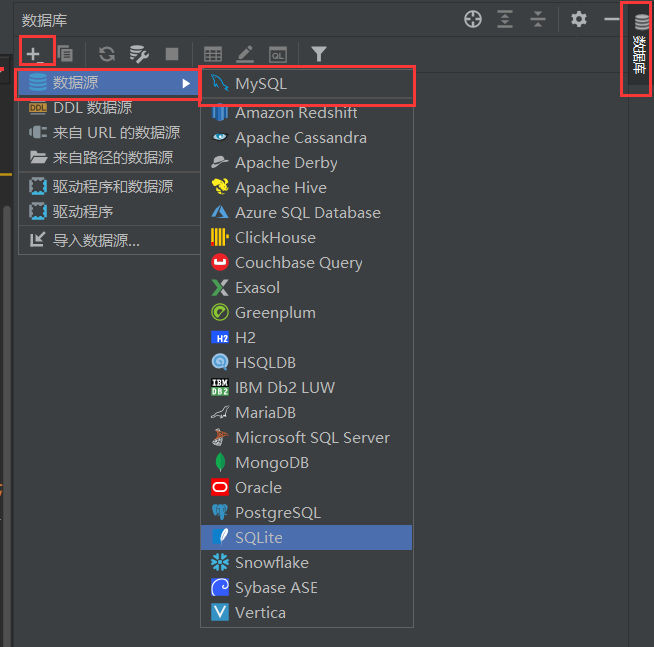 数据库
数据库
QL
数据源
DDL 数据源
来自 URL 的数据源
来自路径的数据源
驱动程序和数据源
驱动程序
导入数据源...
MySQL
Amazon Redshift
Apache Cassandra
Apache Derby
Apache Hive
Azure SQL Database
ClickHouse
Couchbase Query
Exasol
Greenplum
H2 H2
HSQLDB
IBM DB2 IBM Db2 LUW
MariaDB
Microsoft SQL Server
MongoDB
Oracle
PostgreSQL
SQLite
Snowflake
Sybase ASE
Vertica